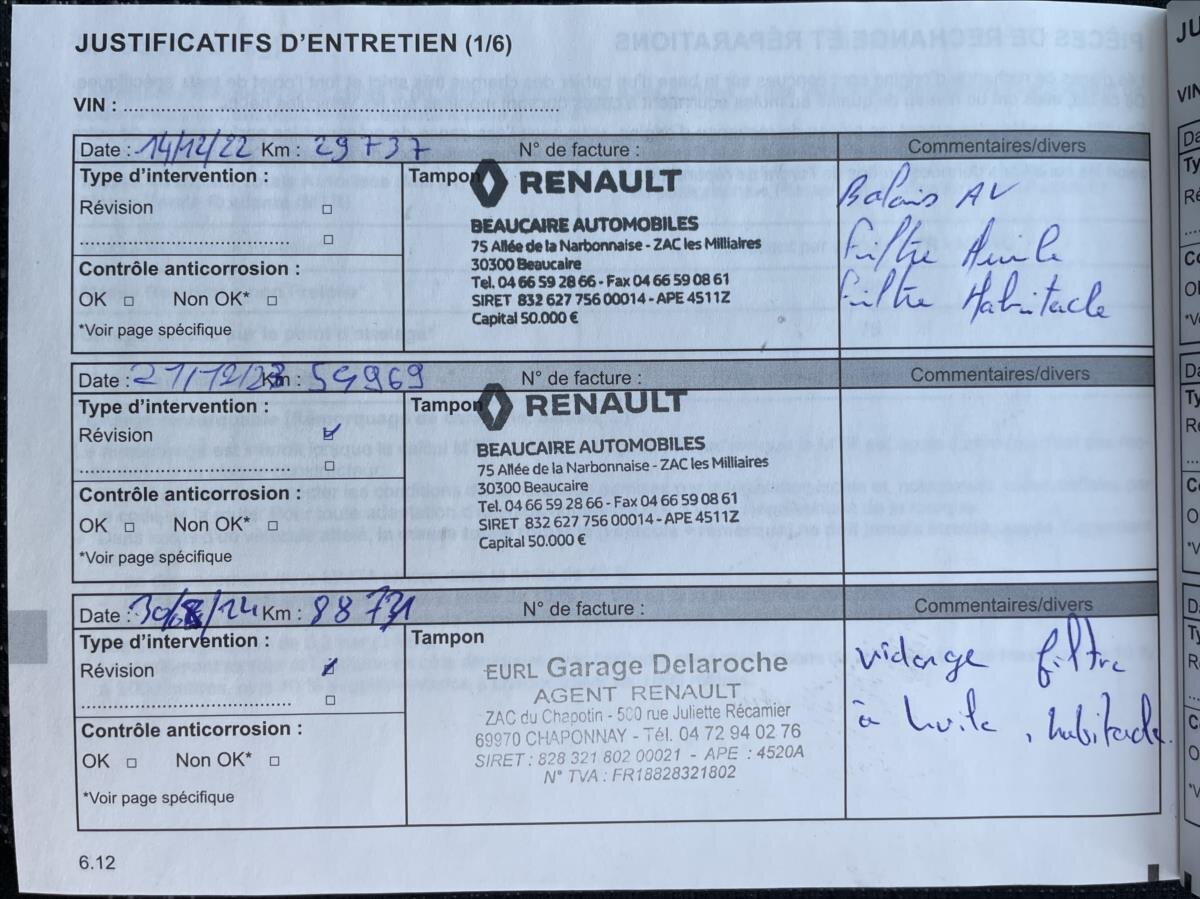 JUSTIFICATIFS D'ENTRETIEN (1/6)
VIN :
Date : 14/12/22 Km : 29 737 N° de facture : Commentaires/divers
Type d'intervention :
Révision
Contrôle anticorrosion :
OK Non OK*
*Voir page spécifique
Tampon
RENAULT
BEAUCAIRE AUTOMOBILES
75 Allée de la Narbonnaise - ZAC les Milliaires
30300 Beaucaire
Tel. 04 66 59 28 66 - Fax 04 66 59 08 61
SIRET 832 627 756 00014 - APE 4511Z
Capital 50.000 €
Balais AV
Filtre Huile
Filtre Habitacle
Date : 21/12/23 Km : 54969 N° de facture : Commentaires/divers
Type d'intervention :
Révision
Contrôle anticorrosion :
OK Non OK*
*Voir page spécifique
Tampon
RENAULT
BEAUCAIRE AUTOMOBILES
75 Allée de la Narbonnaise - ZAC les Milliaires
30300 Beaucaire
Tel. 04 66 59 28 66 - Fax 04 66 59 08 61
SIRET 832 627 756 00014 - APE 4511Z
Capital 50.000 €
Date : Km : N° de facture : Commentaires/divers
Type d'intervention :
Révision
Contrôle anticorrosion :
OK Non OK*
*Voir page spécifique
Tampon
EURL Garage Delaroche
AGENT RENAULT
ZAC du Chapotin - 500 rue Juliette Récamier
69970 CHAPONNAY - Tél. 04 72 94 02 76
SIRET : 828 321 802 00021 - APE : 4520A
N° TVA : FR18828321802
vidange filtre
à huile, habitacle
6.12